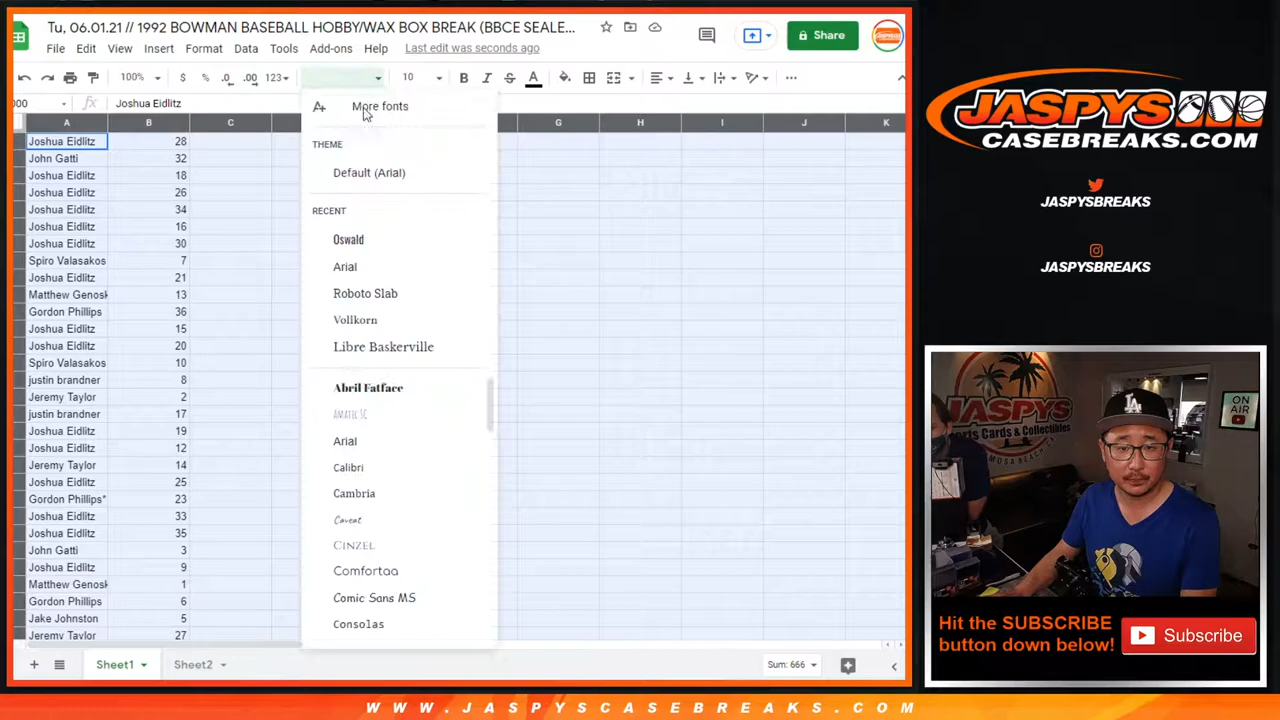 Tu, 06.01.21 // 1992 BOWMAN BASEBALL HOBBY/WAX BOX BREAK (BBCE SEALE...
Share
File Edit View Insert Format Data Tools Add-ons Help Last edit was seconds ago
100% $ % .0 .00 123 10 B I S A
000 fx Joshua Eidlitz
A B C G H I J K
Joshua Eidlitz 28
John Gatti 32
Joshua Eidlitz 18
Joshua Eidlitz 26
Joshua Eidlitz 34
Joshua Eidlitz 16
Joshua Eidlitz 30
Spiro Valasakos 7
Joshua Eidlitz 21
Matthew Genosk 13
Gordon Phillips 36
Joshua Eidlitz 15
Joshua Eidlitz 20
Spiro Valasakos 10
justin brandner 8
Jeremy Taylor 2
justin brandner 17
Joshua Eidlitz 19
Joshua Eidlitz 12
Jeremy Taylor 14
Joshua Eidlitz 25
Gordon Phillips* 23
Joshua Eidlitz 33
Joshua Eidlitz 35
John Gatti 3
Joshua Eidlitz 9
Matthew Genosk 1
Gordon Phillips 6
Jake Johnston 5
Jeremy Taylor 27
More fonts
THEME
Default (Arial)
RECENT
Oswald
Arial
Roboto Slab
Vollkorn
Libre Baskerville
Abril Fatface
AMATIC SC
Arial
Calibri
Cambria
Caveat
CINZEL
Comfortaa
Comic Sans MS
Consolas
Sheet1 Sheet2 Sum: 666
JASPYS
CASEBREAKS.COM
JASPYSBREAKS
JASPYSBREAKS
JASPYS
rts Cards & Collectibles
MOSA BEACH
ON
AIR
Hit the SUBSCRIBE
button down below!
Subscribe
WWW.JASPYSCASEBREAKS.COM